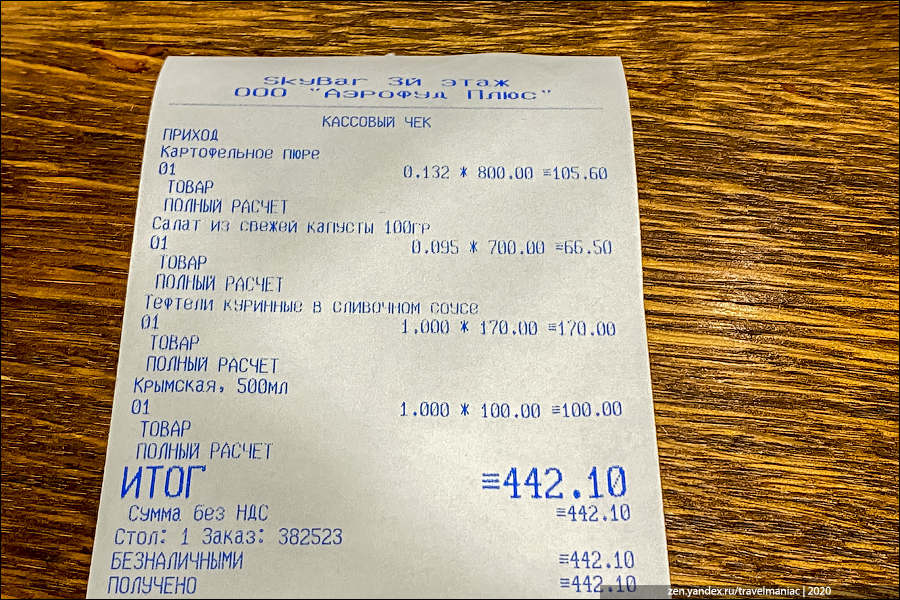 SkyBar 3й этаж
ООО "АЭРОФУД Плюс"
КАССОВЫЙ ЧЕК
ПРИХОД
Картофельное пюре
01 0.132 * 800.00 =105.60
ТОВАР
ПОЛНЫЙ РАСЧЕТ
Салат из свежей капусты 100гр
01 0.095 * 700.00 =66.50
ТОВАР
ПОЛНЫЙ РАСЧЕТ
Тефтели куринные в сливочном соусе
01 1.000 * 170.00 =170.00
ТОВАР
ПОЛНЫЙ РАСЧЕТ
Крымская, 500мл
01 1.000 * 100.00 =100.00
ТОВАР
ПОЛНЫЙ РАСЧЕТ
ИТОГ =442.10
Сумма без НДС =442.10
Стол: 1 Заказ: 382523
БЕЗНАЛИЧНЫМИ =442.10
ПОЛУЧЕНО =442.10
zen.yandex.ru/travelmaniac | 2020